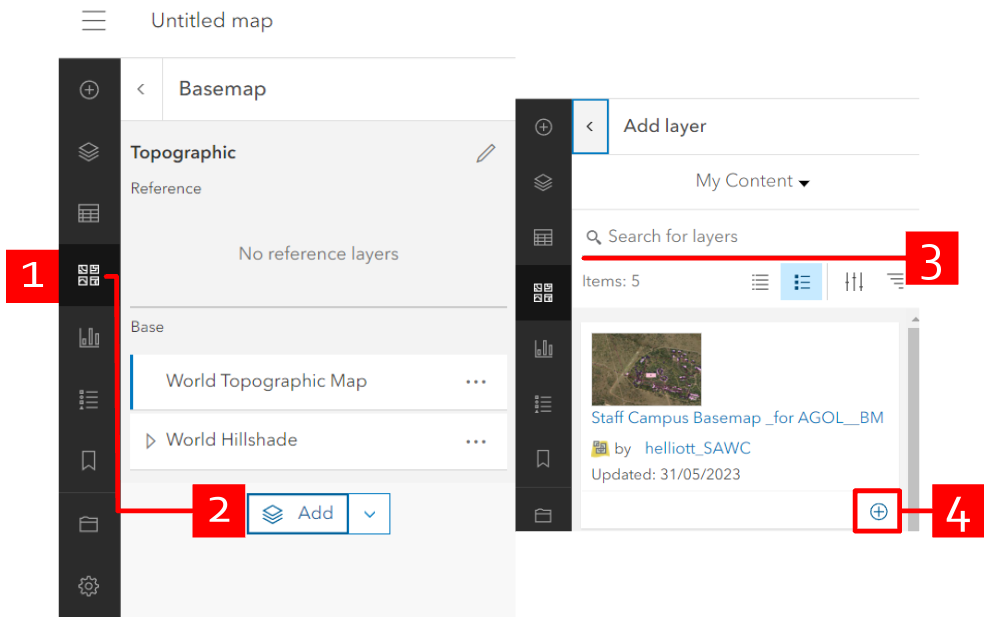 Untitled map
Basemap
Topographic
Reference
No reference layers
Base
World Topographic Map
World Hillshade
Add
1
2
Add layer
My Content
Search for layers
3
Items: 5
Staff Campus Basemap _for AGOL__BM
by helliott_SAWC
Updated: 31/05/2023
4